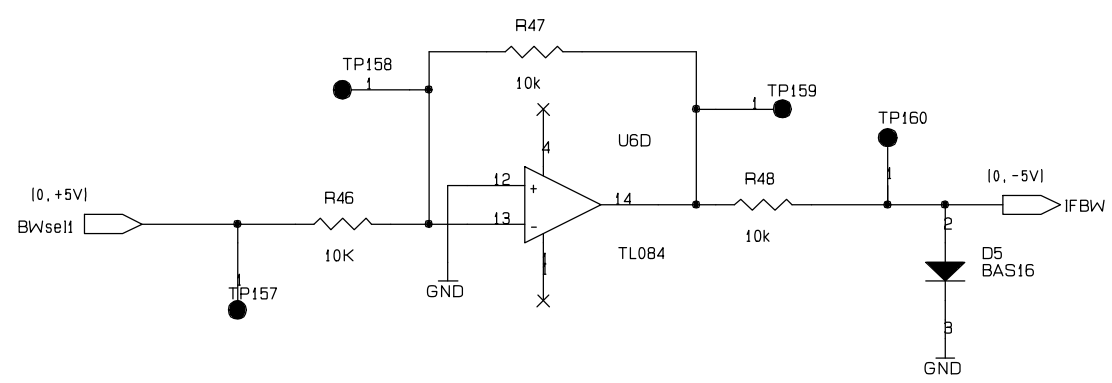 R47
10k
TP158
1
1
TP159
TP160
1
U6D
4
12
+
13
-
14
TL084
11
GND
(0,+5V)
BWsel1
R46
10K
1
TP157
R48
10k
(0,-5V)
IFBW
2
D5
BAS16
3
GND